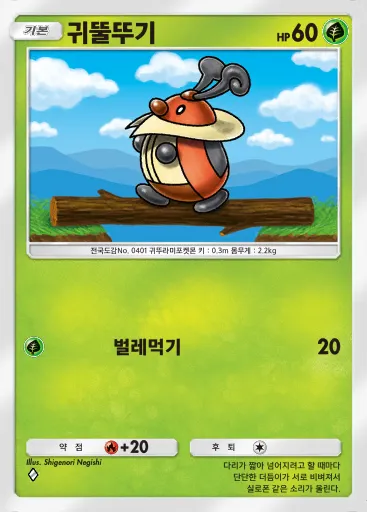 기본 귀뚤뚜기 HP 60
전국도감No. 0401 귀뚜라미포켓몬 키 : 0.3m 몸무게 : 2.2kg
벌레먹기 20
약점 +20 후퇴
Illus. Shigenori Negishi
다리가 짧아 넘어지려고 할 때마다
단단한 더듬이가 서로 비벼져서
실로폰 같은 소리가 울린다.